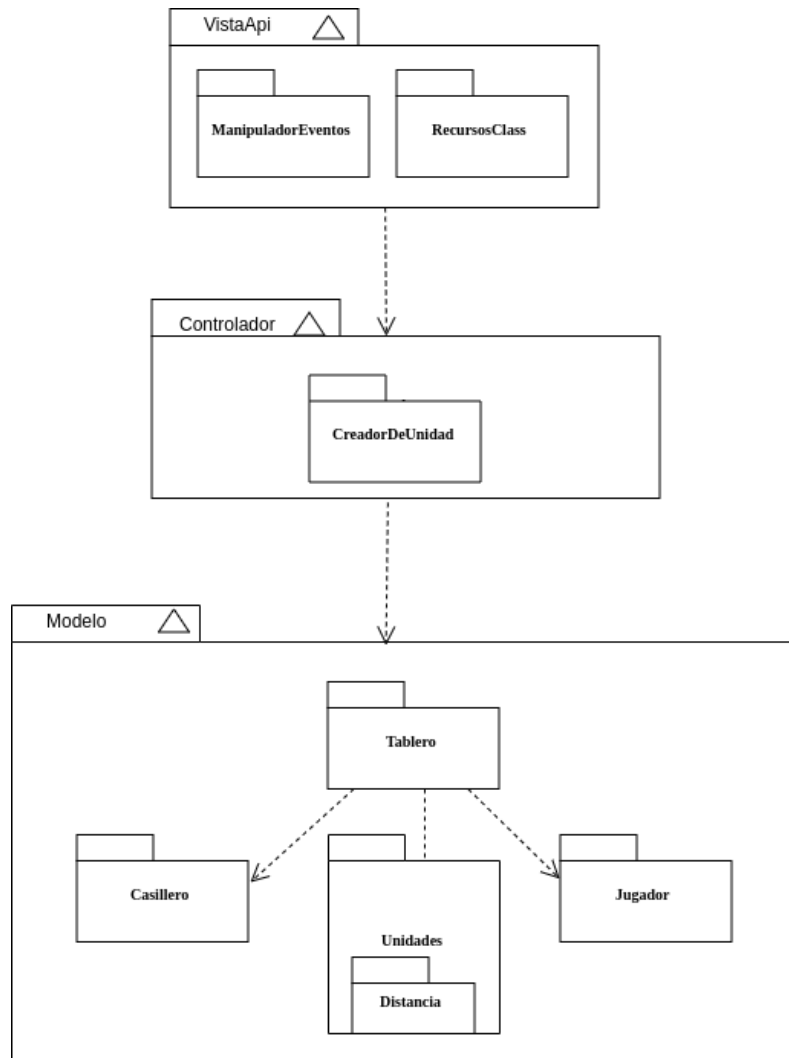 VistaApi
ManipuladorEventos
RecursosClass
Controlador
CreadorDeUnidad
Modelo
Tablero
Casillero
Jugador
Unidades
Distancia